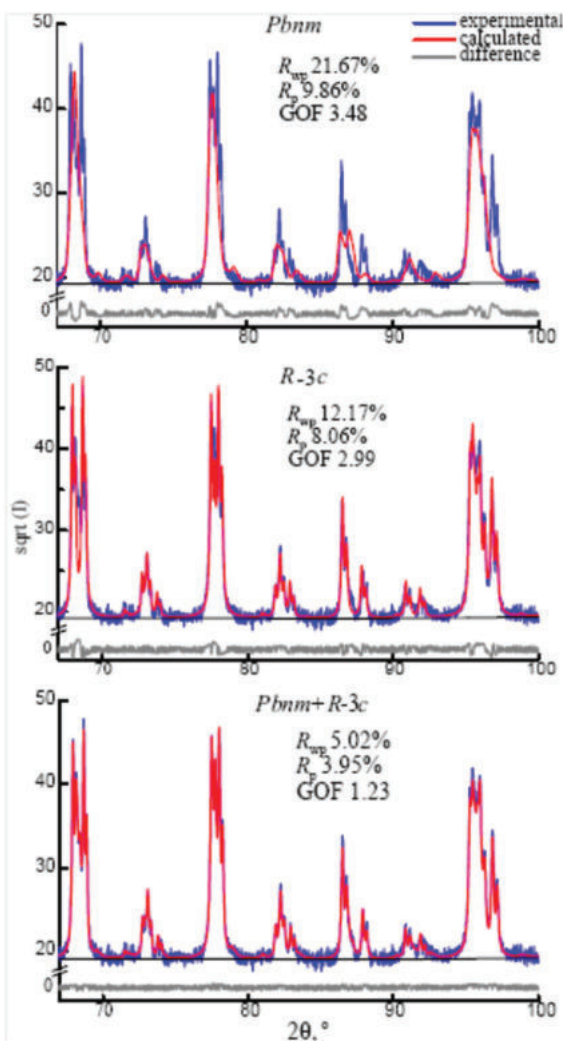 Pbnm
experimental
calculated
difference
Rwp 21.67%
Rp 9.86%
GOF 3.48
50
40
30
20
0
70
80
90
100
R-3c
Rwp 12.17%
Rp 8.06%
GOF 2.99
sqrt (I)
50
40
30
20
0
70
80
90
100
Pbnm+R-3c
Rwp 5.02%
Rp 3.95%
GOF 1.23
50
40
30
20
0
70
80
90
100
2θ, °